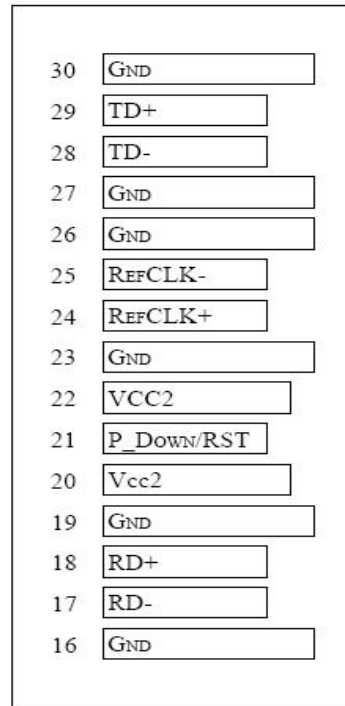 30 GND
29 TD+
28 TD-
27 GND
26 GND
25 REFCLK-
24 REFCLK+
23 GND
22 VCC2
21 P_DOWN/RST
20 Vcc2
19 GND
18 RD+
17 RD-
16 GND